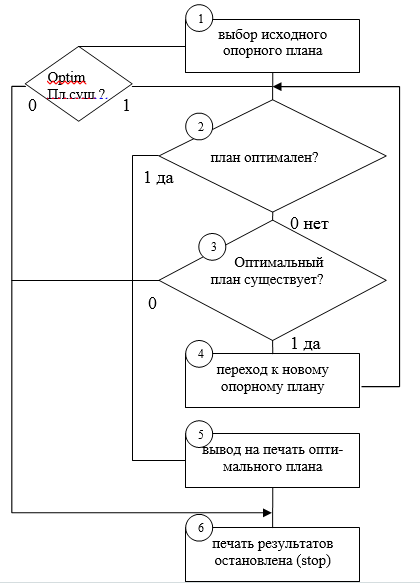 1
выбор исходного
опорного плана
Optim
Пл.сущ.?.
0
1
2
план оптимален?
1 да
0 нет
3
Оптимальный
план существует?
0
1 да
4
переход к новому
опорному плану
5
вывод на печать опти-
мального плана
6
печать результатов
остановлена (stop)